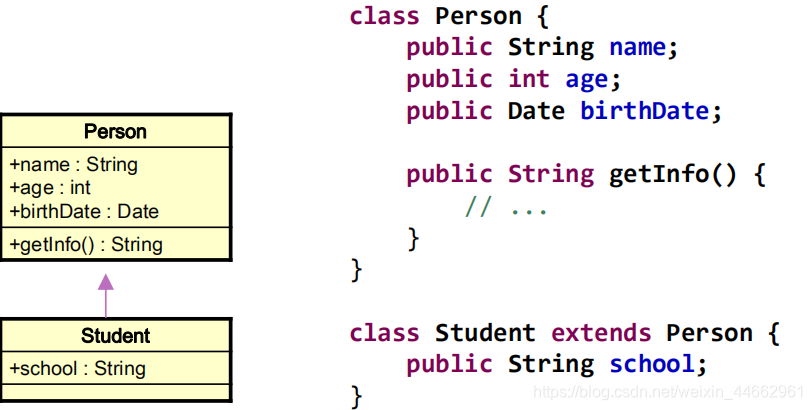 Person
+name : String
+age : int
+birthDate : Date
+getInfo() : String
Student
+school : String
class Person {
    public String name;
    public int age;
    public Date birthDate;

    public String getInfo() {
        // ...
    }
}

class Student extends Person {
    public String school;
}
https://blog.csdn.net/weixin_44662961